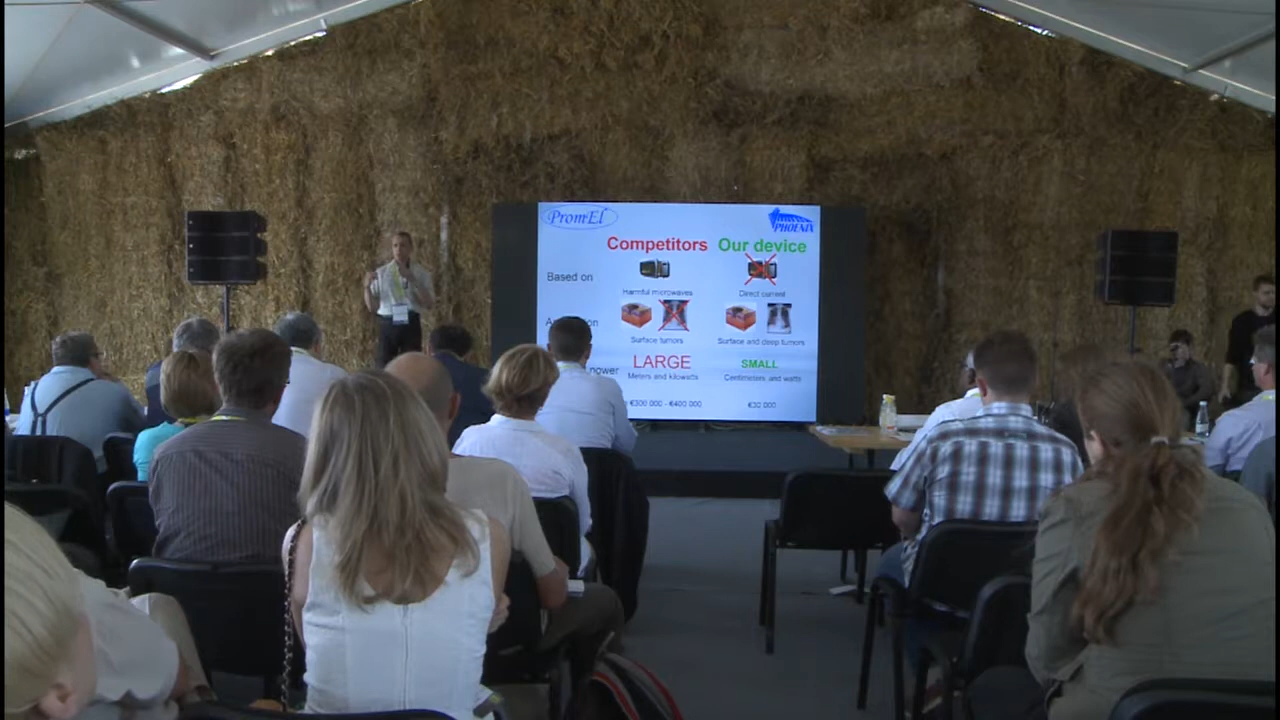 PromEl
PHOENIX
Competitors Our device
Based on
Harmful microwaves Direct current
Surface tumors Surface and deep tumors
LARGE SMALL
Meters and kilowatts Centimeters and watts
€300 000 - €400 000 €30 000